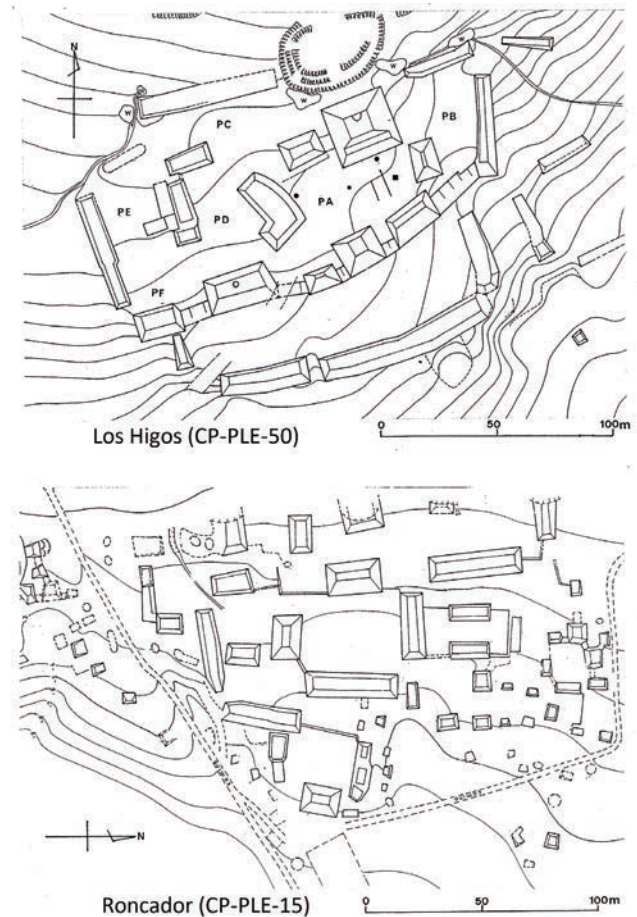 N
W
W
W
PC
PB
PE
PD
PA
PF
Los Higos (CP-PLE-50)
0 50 100m
N
Roncador (CP-PLE-15)
0 50 100m